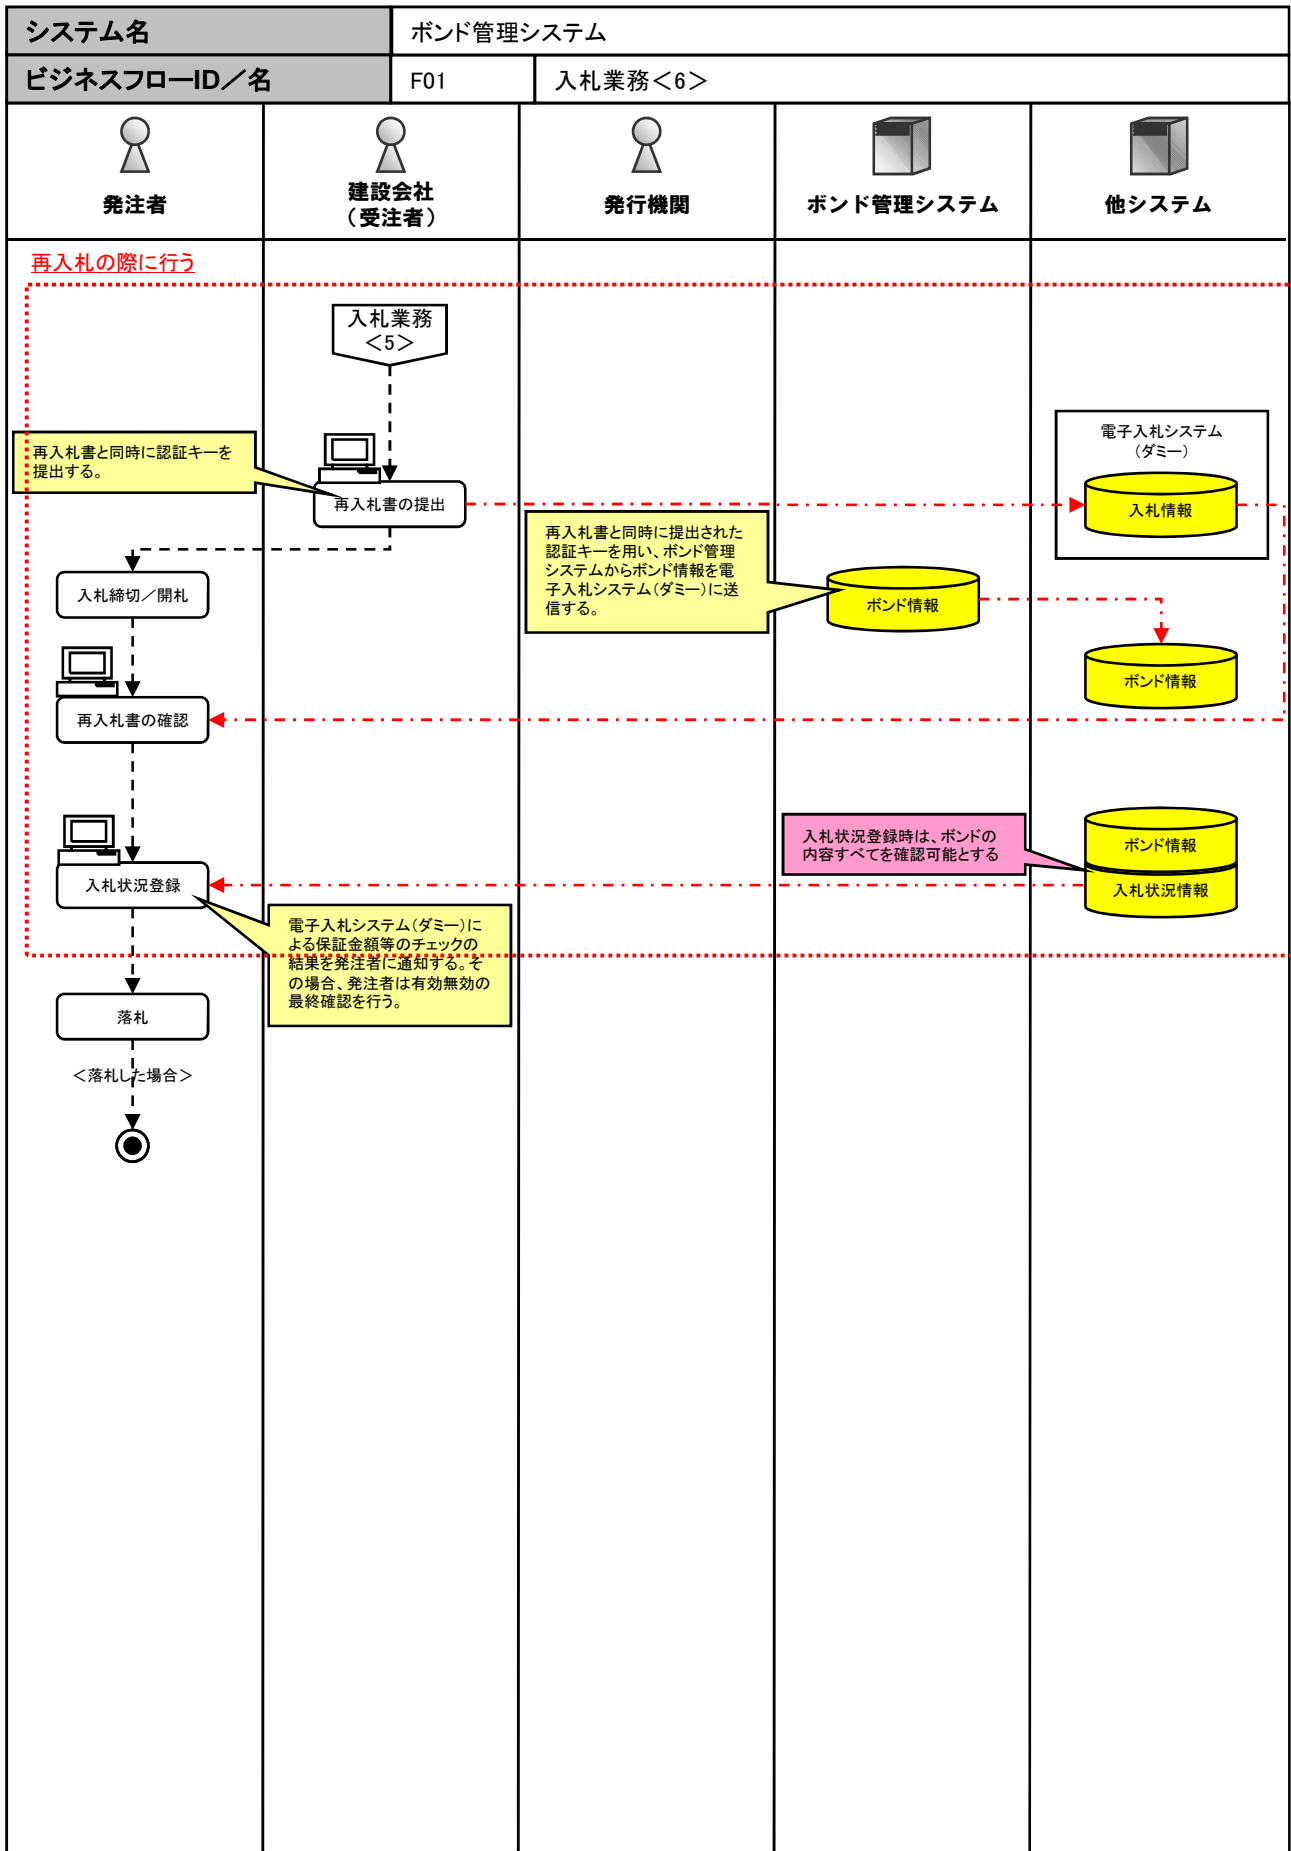 システム名
ボンド管理システム
ビジネスフローID／名
F01
入札業務＜6＞
発注者
建設会社
（受注者）
発行機関
ボンド管理システム
他システム
再入札の際に行う
入札業務
＜5＞
再入札書と同時に認証キーを
提出する。
再入札書の提出
電子入札システム
（ダミー）
入札情報
再入札書と同時に提出された
認証キーを用い、ボンド管理
システムからボンド情報を電
子入札システム（ダミー）に送
信する。
入札締切／開札
ボンド情報
ボンド情報
再入札書の確認
入札状況登録時は、ボンドの
内容すべてを確認可能とする
ボンド情報
入札状況情報
入札状況登録
電子入札システム（ダミー）に
よる保証金額等のチェックの
結果を発注者に通知する。そ
の場合、発注者は有効無効の
最終確認を行う。
落札
＜落札した場合＞